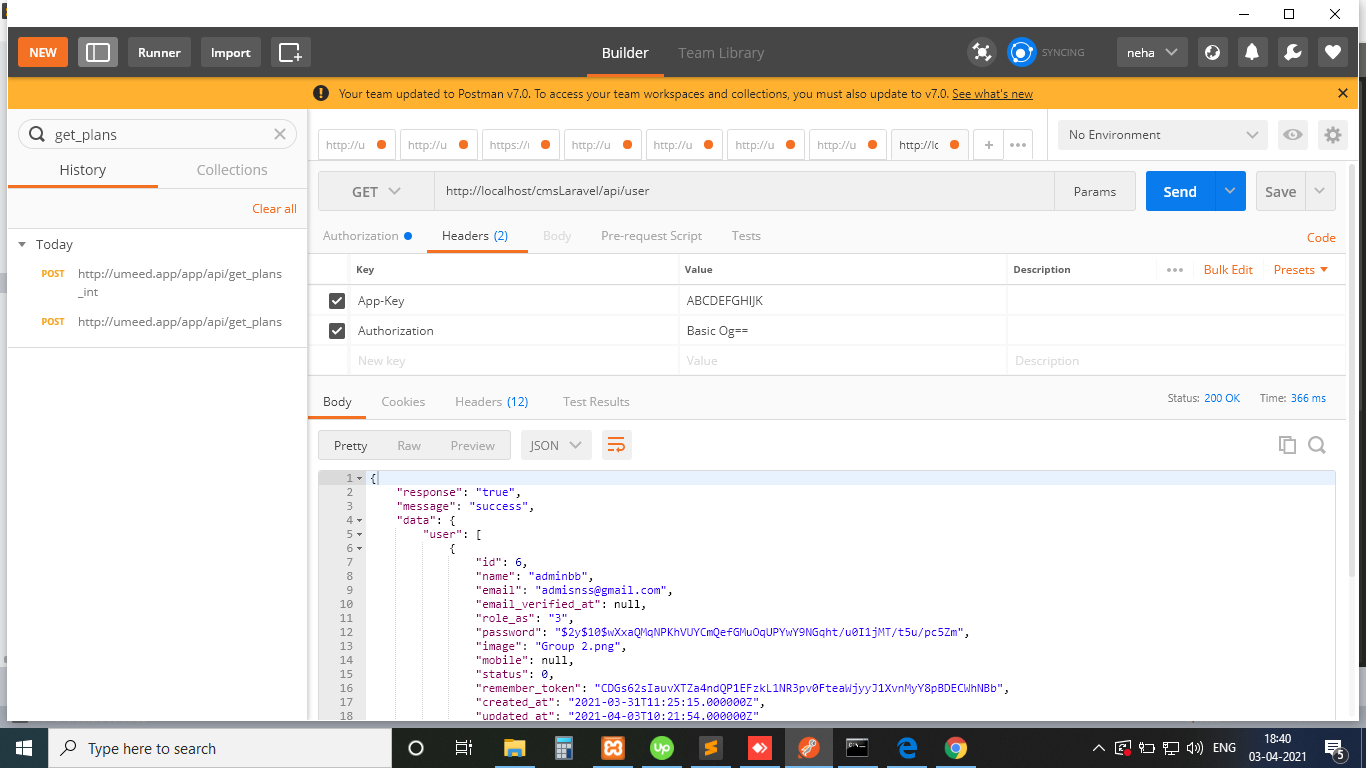 NEW
Runner
Import
Builder
Team Library
SYNCING
neha
Your team updated to Postman v7.0. To access your team workspaces and collections, you must also update to v7.0. See what's new
get_plans
History
Collections
Clear all
Today
POST http://umeed.app/app/api/get_plans
_int
POST http://umeed.app/app/api/get_plans
http://u http://u https:// http://u http://u http://u http://u http://lo
No Environment
GET
http://localhost/cmsLaravel/api/user
Params
Send
Save
Authorization
Headers (2)
Body
Pre-request Script
Tests
Code
Key Value Description
Bulk Edit
Presets
App-Key ABCDEFGHIJK
Authorization Basic Og==
New key Value Description
Body
Cookies
Headers (12)
Test Results
Status: 200 OK
Time: 366 ms
Pretty
Raw
Preview
JSON
1 {
2 "response": "true",
3 "message": "success",
4 "data": {
5 "user": [
6 {
7 "id": 6,
8 "name": "adminbb",
9 "email": "admisnss@gmail.com",
10 "email_verified_at": null,
11 "role_as": "3",
12 "password": "$2y$10$wXxaQMqNPKhVUYCmQefGMuOqUPYwY9NGqht/u0I1jMT/t5u/pc5Zm",
13 "image": "Group 2.png",
14 "mobile": null,
15 "status": 0,
16 "remember_token": "CDGs62sIauvXTZa4ndQP1EFzkL1NR3pv0FteaWjyyJ1XvnMyY8pBDECWhNBb",
17 "created_at": "2021-03-31T11:25:15.000000Z",
18 "updated_at": "2021-04-03T10:21:54.000000Z"
Type here to search
up
ENG
18:40
03-04-2021
5